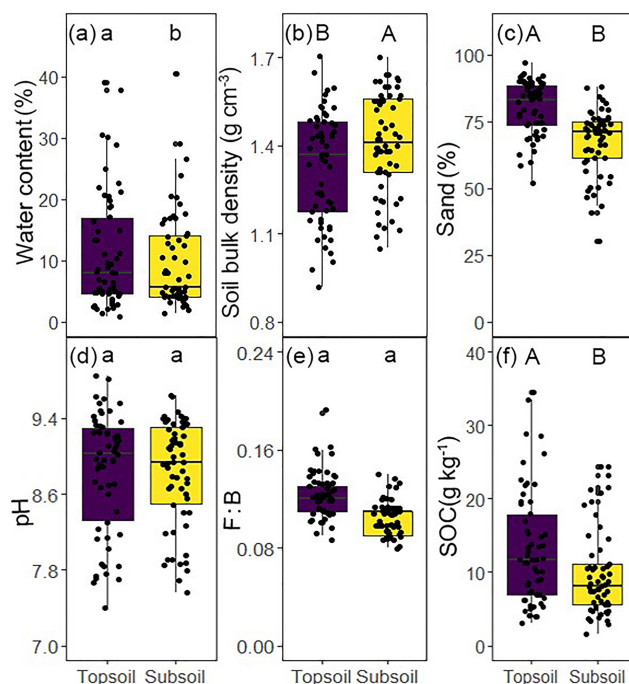 (a) a b
Water content (%)
40
30
20
10
0
(b) B A
Soil bulk density (g cm⁻³)
1.7
1.4
1.1
0.8
(c) A B
Sand (%)
100
75
50
25
0
(d) a a
pH
9.4
8.6
7.8
7.0
Topsoil Subsoil
(e) a a
F:B
0.24
0.16
0.08
0.00
Topsoil Subsoil
(f) A B
SOC(g kg⁻¹)
40
30
20
10
0
Topsoil Subsoil